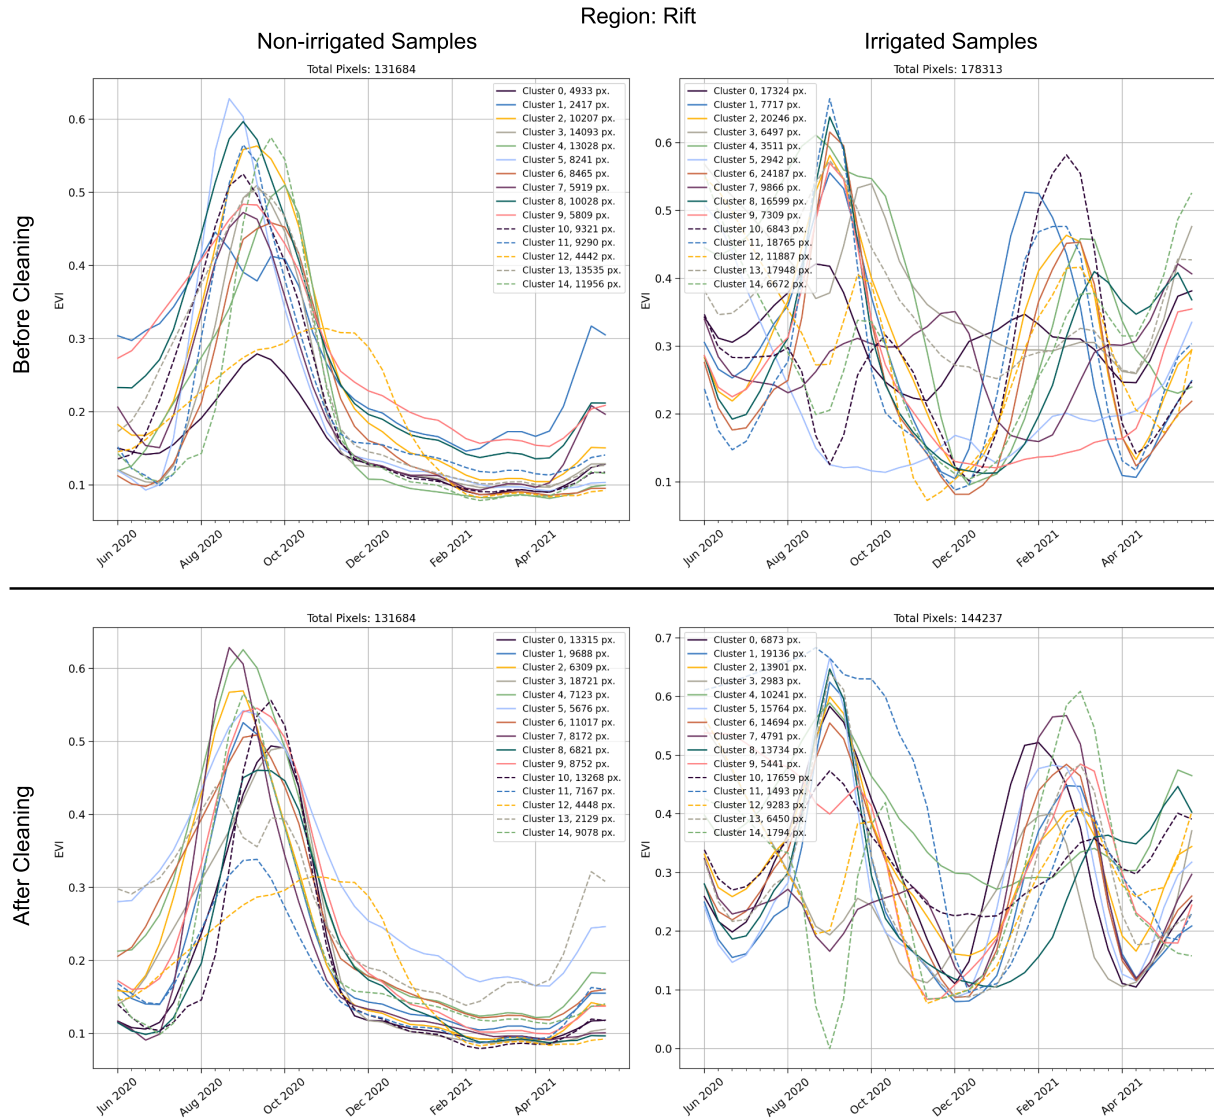 Region: Rift
Non-irrigated Samples
Irrigated Samples
Before Cleaning
Total Pixels: 131684
EVI
0.6
0.5
0.4
0.3
0.2
0.1
Cluster 0, 4933 px.
Cluster 1, 2417 px.
Cluster 2, 10207 px.
Cluster 3, 14093 px.
Cluster 4, 13028 px.
Cluster 5, 8241 px.
Cluster 6, 8465 px.
Cluster 7, 5919 px.
Cluster 8, 10028 px.
Cluster 9, 5809 px.
Cluster 10, 9321 px.
Cluster 11, 9290 px.
Cluster 12, 4442 px.
Cluster 13, 13535 px.
Cluster 14, 11956 px.
Jun 2020
Aug 2020
Oct 2020
Dec 2020
Feb 2021
Apr 2021
Total Pixels: 178313
EVI
0.6
0.5
0.4
0.3
0.2
0.1
Cluster 0, 17324 px.
Cluster 1, 7717 px.
Cluster 2, 20246 px.
Cluster 3, 6497 px.
Cluster 4, 3511 px.
Cluster 5, 2942 px.
Cluster 6, 24187 px.
Cluster 7, 9866 px.
Cluster 8, 16599 px.
Cluster 9, 7309 px.
Cluster 10, 6843 px.
Cluster 11, 18765 px.
Cluster 12, 11887 px.
Cluster 13, 17948 px.
Cluster 14, 6672 px.
Jun 2020
Aug 2020
Oct 2020
Dec 2020
Feb 2021
Apr 2021
After Cleaning
Total Pixels: 131684
EVI
0.6
0.5
0.4
0.3
0.2
0.1
Cluster 0, 13315 px.
Cluster 1, 9688 px.
Cluster 2, 6309 px.
Cluster 3, 18721 px.
Cluster 4, 7123 px.
Cluster 5, 5676 px.
Cluster 6, 11017 px.
Cluster 7, 8172 px.
Cluster 8, 6821 px.
Cluster 9, 8752 px.
Cluster 10, 13268 px.
Cluster 11, 7167 px.
Cluster 12, 4448 px.
Cluster 13, 2129 px.
Cluster 14, 9078 px.
Jun 2020
Aug 2020
Oct 2020
Dec 2020
Feb 2021
Apr 2021
Total Pixels: 144237
EVI
0.7
0.6
0.5
0.4
0.3
0.2
0.1
0.0
Cluster 0, 6873 px.
Cluster 1, 19136 px.
Cluster 2, 13901 px.
Cluster 3, 2983 px.
Cluster 4, 10241 px.
Cluster 5, 15764 px.
Cluster 6, 14694 px.
Cluster 7, 4791 px.
Cluster 8, 13734 px.
Cluster 9, 5441 px.
Cluster 10, 17659 px.
Cluster 11, 1493 px.
Cluster 12, 9283 px.
Cluster 13, 6450 px.
Cluster 14, 1794 px.
Jun 2020
Aug 2020
Oct 2020
Dec 2020
Feb 2021
Apr 2021